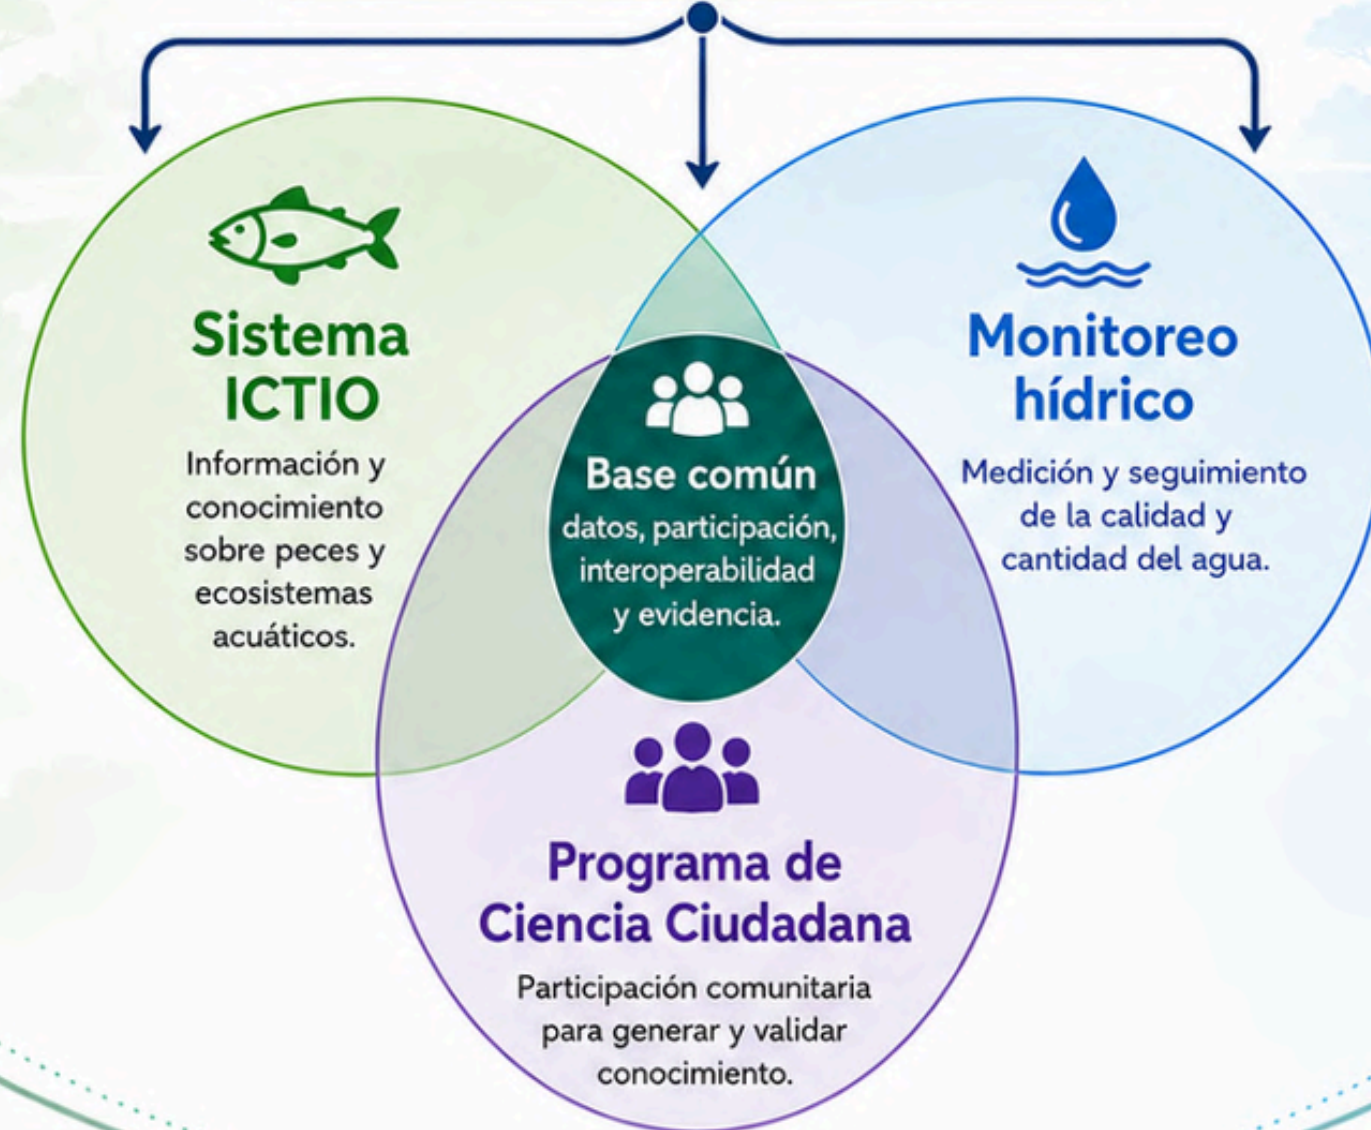 Sistema
ICTIO
Información y
conocimiento
sobre peces y
ecosistemas
acuáticos.
Base común
datos, participación,
interoperabilidad
y evidencia.
Monitoreo
hídrico
Medición y seguimiento
de la calidad y
cantidad del agua.
Programa de
Ciencia Ciudadana
Participación comunitaria
para generar y validar
conocimiento.